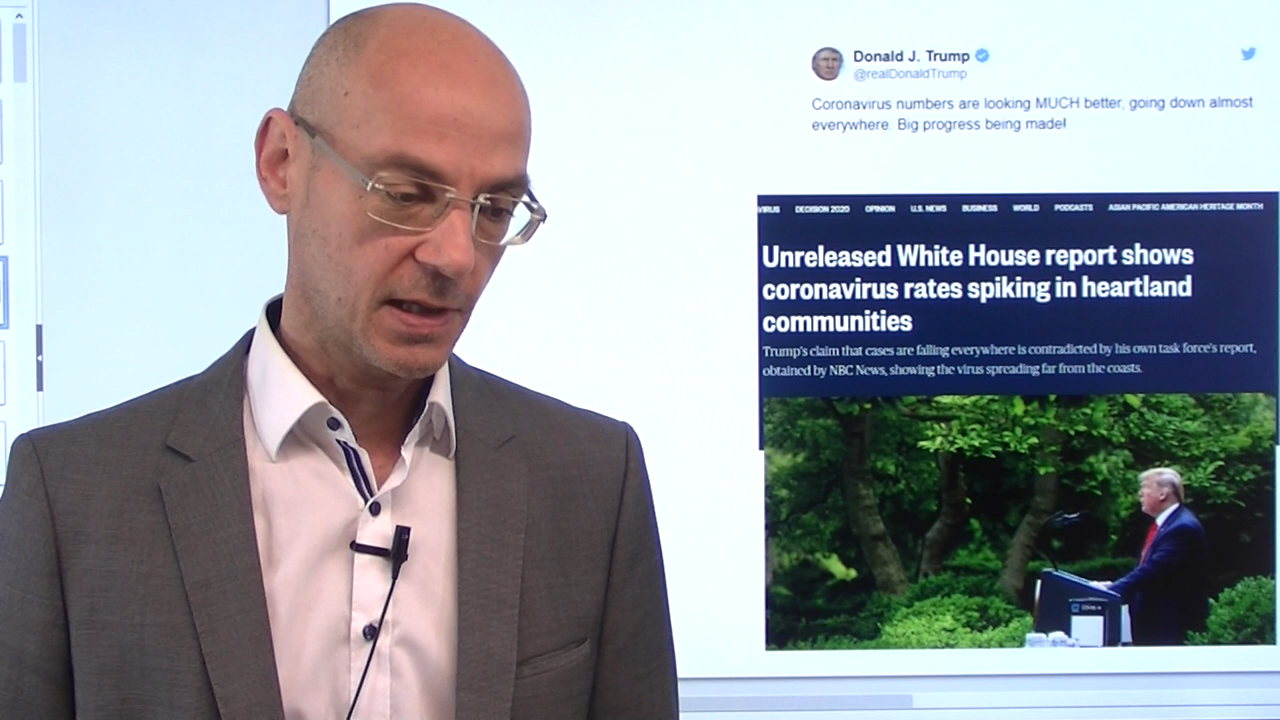 Donald J. Trump
@realDonaldTrump
Coronavirus numbers are looking MUCH better, going down almost
everywhere. Big progress being made!
VIRUS DECISION 2020 OPINION U.S. NEWS BUSINESS WORLD PODCASTS ASIAN PACIFIC AMERICAN HERITAGE MONTH
Unreleased White House report shows
coronavirus rates spiking in heartland
communities
Trump's claim that cases are falling everywhere is contradicted by his own task force's report,
obtained by NBC News, showing the virus spreading far from the coasts.